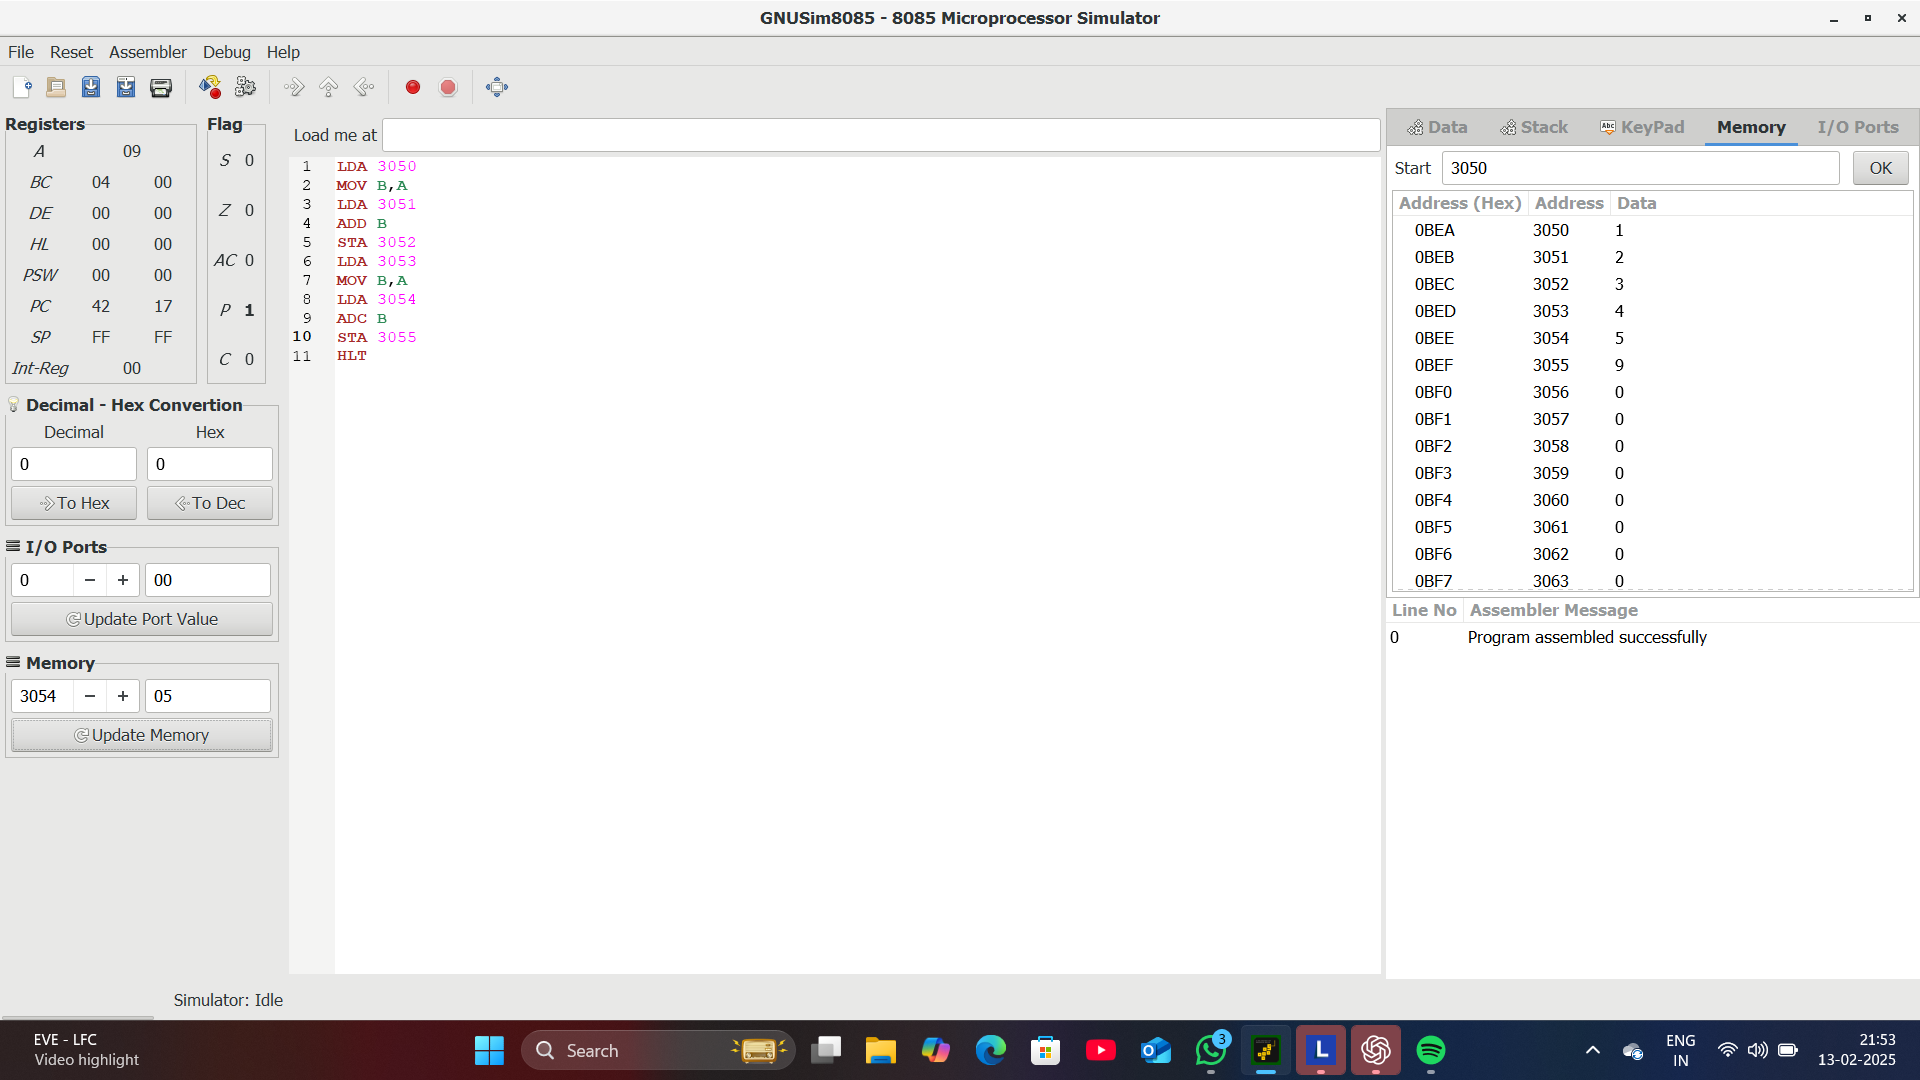 GNUSim8085 - 8085 Microprocessor Simulator
File Reset Assembler Debug Help
Registers
A 09
BC 04 00
DE 00 00
HL 00 00
PSW 00 00
PC 42 17
SP FF FF
Int-Reg 00
Flag
S 0
Z 0
AC 0
P 1
C 0
Decimal - Hex Convertion
Decimal Hex
0 0
To Hex To Dec
I/O Ports
0 − + 00
Update Port Value
Memory
3054 − + 05
Update Memory
Load me at
1 LDA 3050
2 MOV B,A
3 LDA 3051
4 ADD B
5 STA 3052
6 LDA 3053
7 MOV B,A
8 LDA 3054
9 ADC B
10 STA 3055
11 HLT
Data Stack Abc KeyPad Memory I/O Ports
Start 3050 OK
Address (Hex) Address Data
0BEA 3050 1
0BEB 3051 2
0BEC 3052 3
0BED 3053 4
0BEE 3054 5
0BEF 3055 9
0BF0 3056 0
0BF1 3057 0
0BF2 3058 0
0BF3 3059 0
0BF4 3060 0
0BF5 3061 0
0BF6 3062 0
0BF7 3063 0
Line No Assembler Message
0 Program assembled successfully
Simulator: Idle
EVE - LFC
Video highlight
Search
3
L
ENG
IN
21:53
13-02-2025